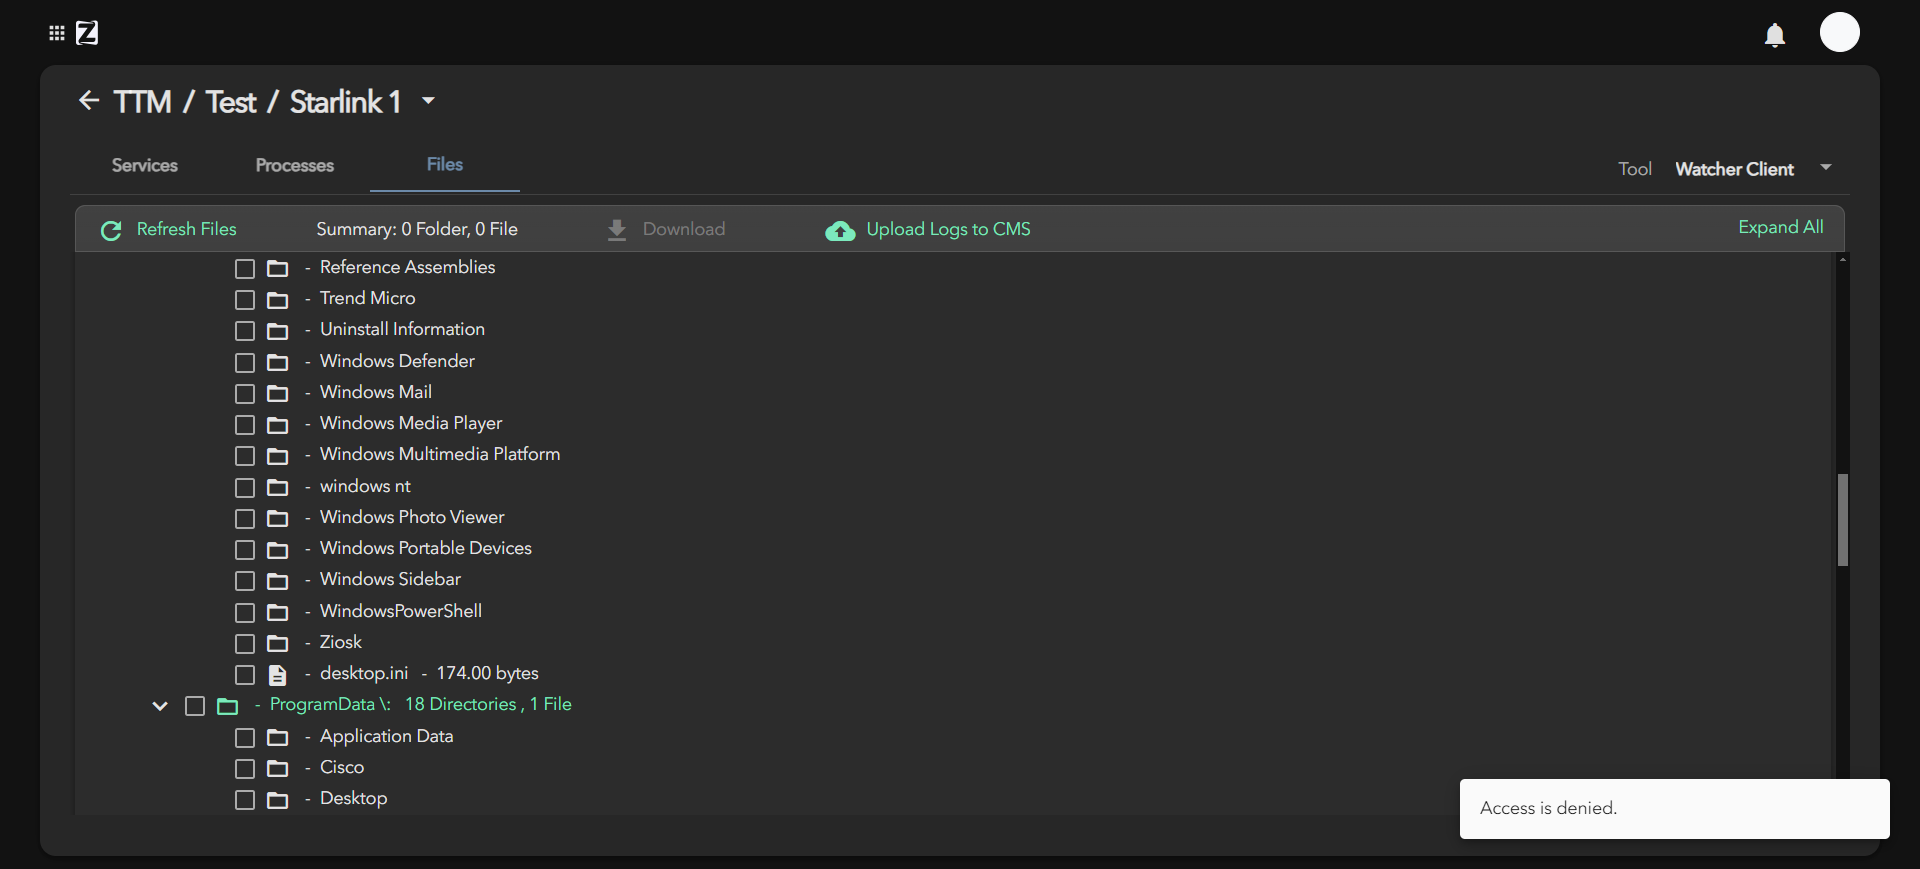 Z
TTM / Test / Starlink 1
Services Processes Files Tool Watcher Client
Refresh Files Summary: 0 Folder, 0 File Download Upload Logs to CMS Expand All
- Reference Assemblies
- Trend Micro
- Uninstall Information
- Windows Defender
- Windows Mail
- Windows Media Player
- Windows Multimedia Platform
- windows nt
- Windows Photo Viewer
- Windows Portable Devices
- Windows Sidebar
- WindowsPowerShell
- Ziosk
- desktop.ini - 174.00 bytes
- ProgramData \: 18 Directories , 1 File
- Application Data
- Cisco
- Desktop
Access is denied.